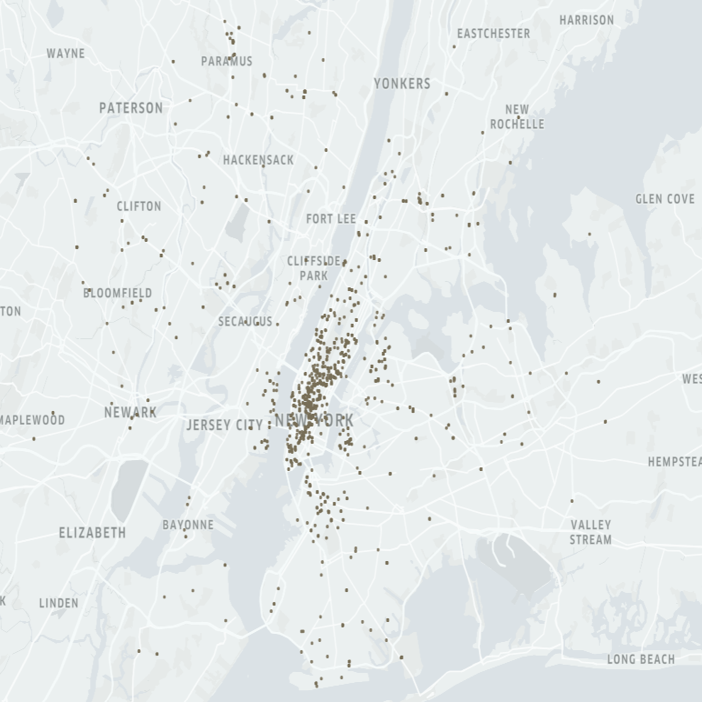 HARRISON
EASTCHESTER
WAYNE
PARAMUS
YONKERS
PATERSON
NEW
ROCHELLE
HACKENSACK
GLEN COVE
CLIFTON
FORT LEE
CLIFFSIDE
PARK
BLOOMFIELD
TON
SECAUGUS
WES
NEWARK
MAPLEWOOD
JERSEY CITY
NEW YORK
HEMPSTEA
BAYONNE
VALLEY
STREAM
ELIZABETH
K
LINDEN
LONG BEACH